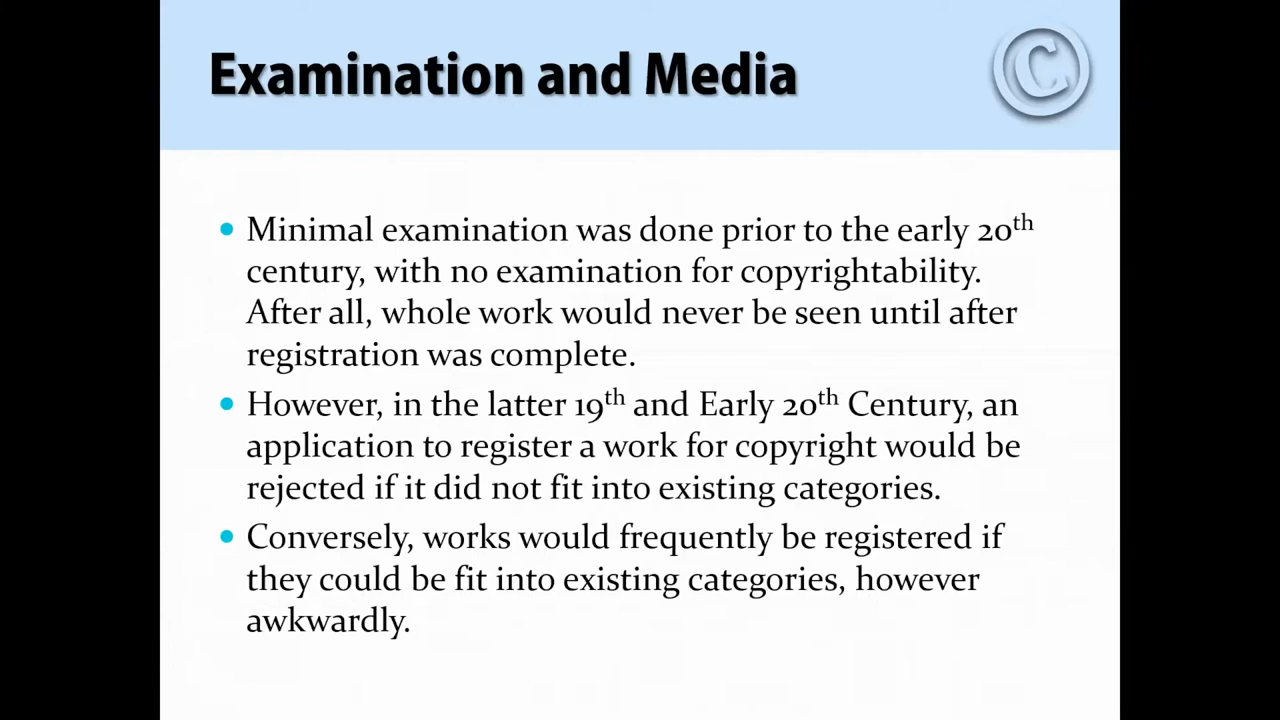 Examination and Media
C
• Minimal examination was done prior to the early 20th
century, with no examination for copyrightability.
After all, whole work would never be seen until after
registration was complete.
• However, in the latter 19th and Early 20th Century, an
application to register a work for copyright would be
rejected if it did not fit into existing categories.
• Conversely, works would frequently be registered if
they could be fit into existing categories, however
awkwardly.